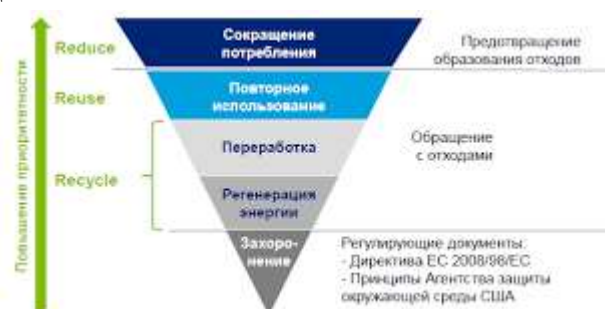 Повышение приоритетности
Reduce
Сокращение
потребления
Предотвращение
образования отходов
Reuse
Повторное
использование
Recycle
Переработка
Обращение
с отходами
Регенерация
энергии
Захоро-
нение
Регулирующие документы:
- Директива ЕС 2008/98/ЕС
- Принципы Агентства защиты
окружающей среды США